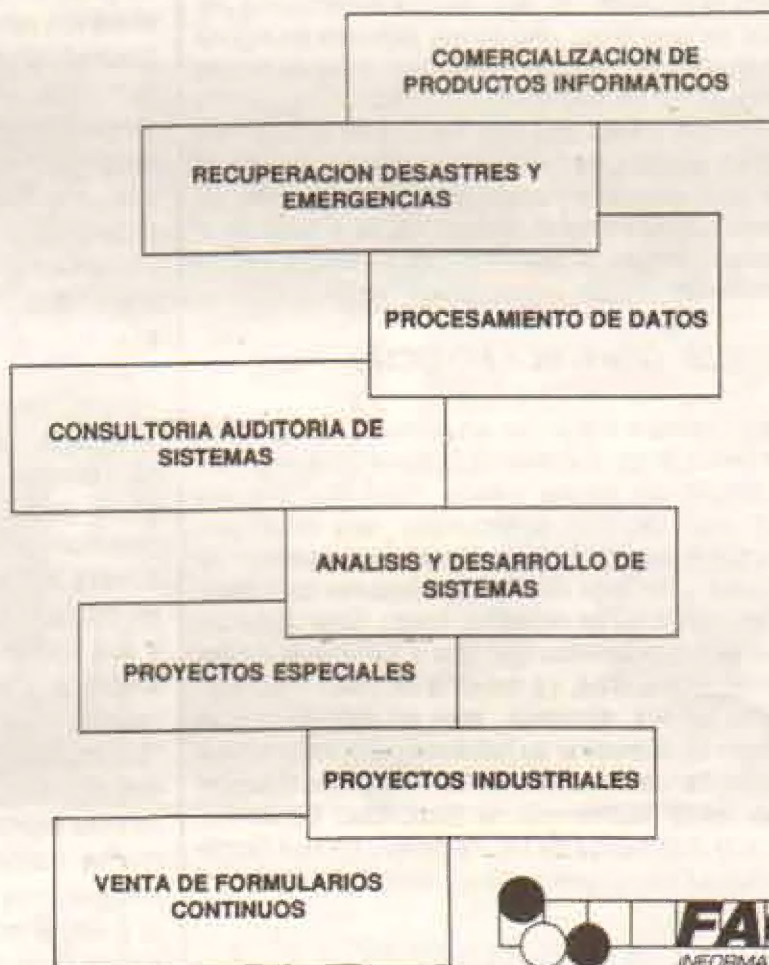 COMERCIALIZACION DE
PRODUCTOS INFORMATICOS
RECUPERACION DESASTRES Y
EMERGENCIAS
PROCESAMIENTO DE DATOS
CONSULTORIA AUDITORIA DE
SISTEMAS
ANALISIS Y DESARROLLO DE
SISTEMAS
PROYECTOS ESPECIALES
PROYECTOS INDUSTRIALES
VENTA DE FORMULARIOS
CONTINUOS